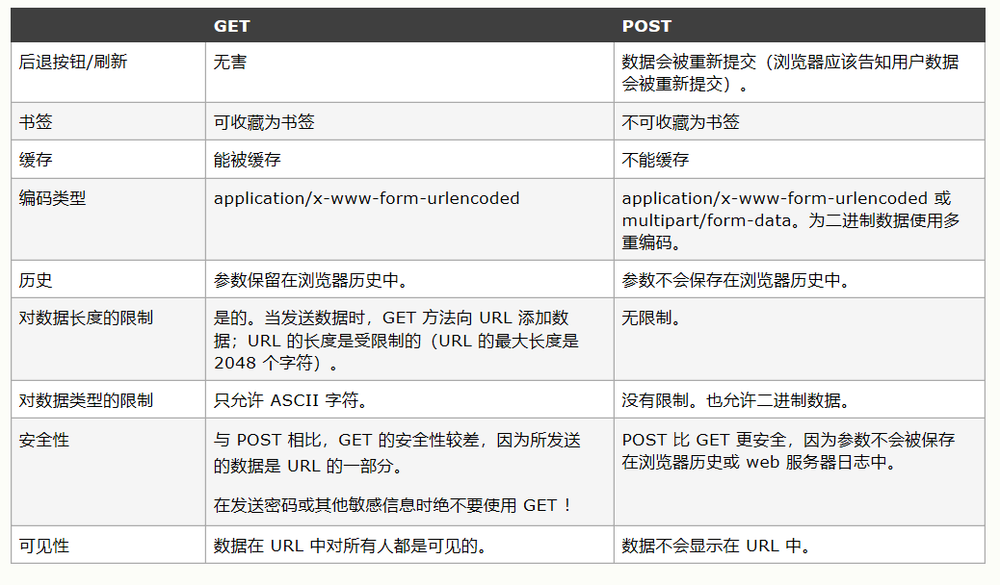 GET
POST
后退按钮/刷新
无害
数据会被重新提交（浏览器应该告知用户数据
会被重新提交）。
书签
可收藏为书签
不可收藏为书签
缓存
能被缓存
不能缓存
编码类型
application/x-www-form-urlencoded
application/x-www-form-urlencoded 或
multipart/form-data。为二进制数据使用多
重编码。
历史
参数保留在浏览器历史中。
参数不会保存在浏览器历史中。
对数据长度的限制
是的。当发送数据时，GET 方法向 URL 添加数
据；URL 的长度是受限制的（URL 的最大长度是
2048 个字符）。
无限制。
对数据类型的限制
只允许 ASCII 字符。
没有限制。也允许二进制数据。
安全性
与 POST 相比，GET 的安全性较差，因为所发送
的数据是 URL 的一部分。
在发送密码或其他敏感信息时绝不要使用 GET ！
POST 比 GET 更安全，因为参数不会被保存
在浏览器历史或 web 服务器日志中。
可见性
数据在 URL 中对所有人都是可见的。
数据不会显示在 URL 中。